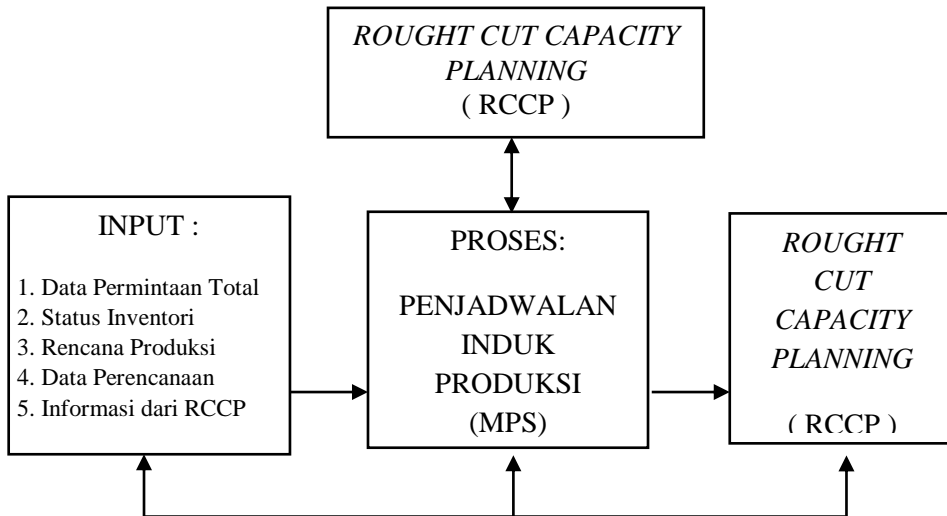 ROUGHT CUT CAPACITY
PLANNING
( RCCP )
INPUT :
1. Data Permintaan Total
2. Status Inventori
3. Rencana Produksi
4. Data Perencanaan
5. Informasi dari RCCP
PROSES:
PENJADWALAN
INDUK
PRODUKSI
(MPS)
ROUGHT
CUT
CAPACITY
PLANNING
( RCCP )